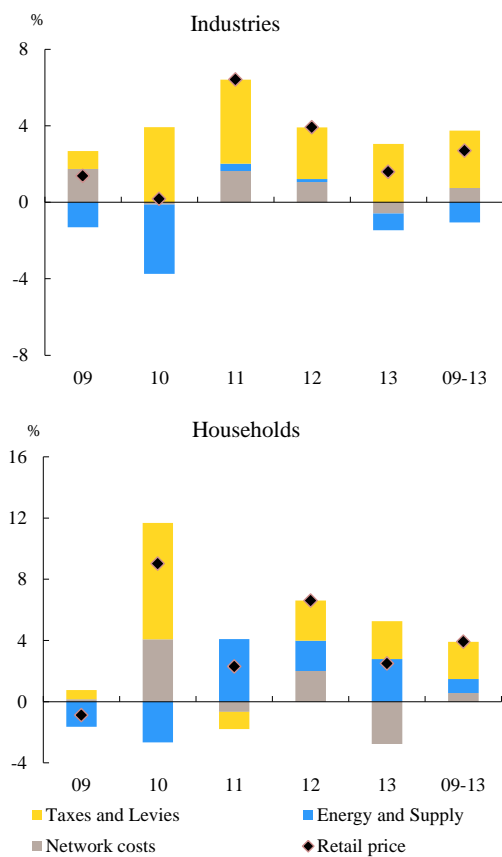 Industries
%
8
4
0
-4
-8
09 10 11 12 13 09-13
Households
%
16
12
8
4
0
-4
09 10 11 12 13 09-13
Taxes and Levies Energy and Supply
Network costs Retail price